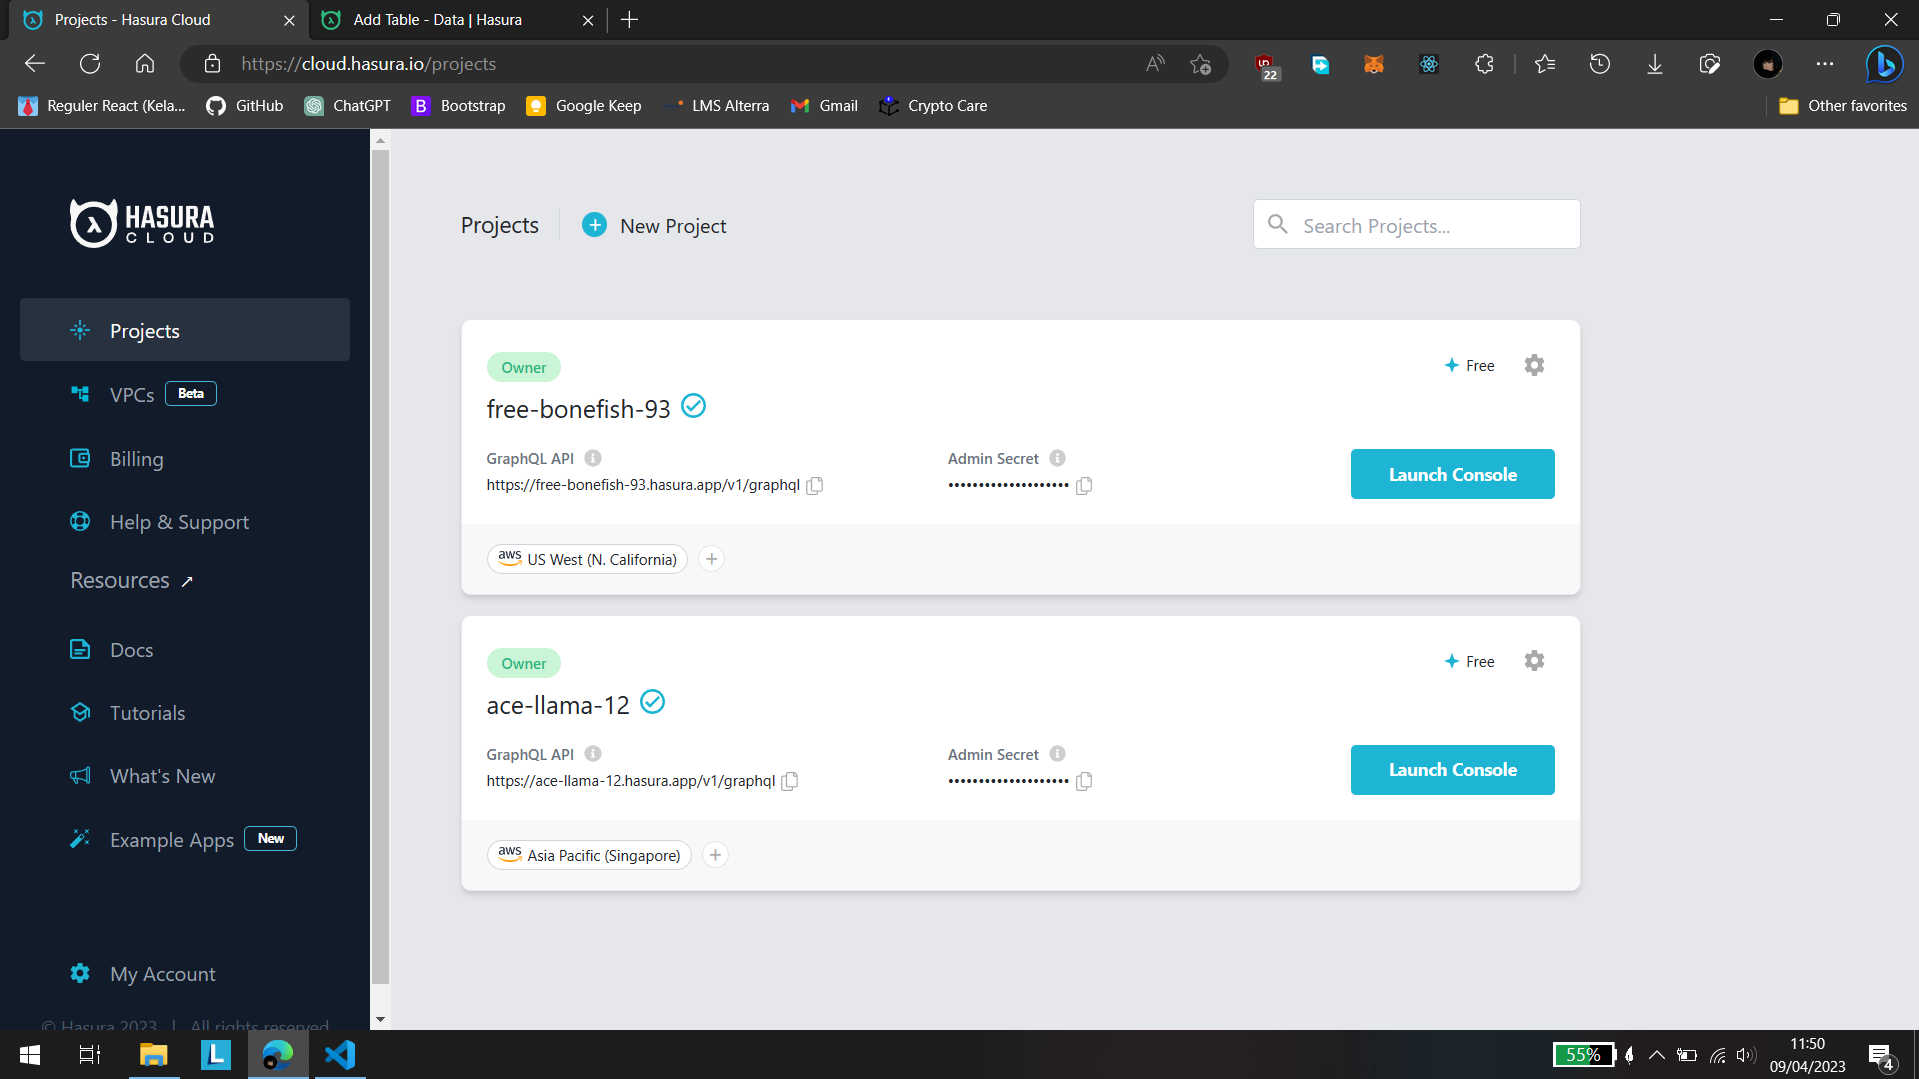 Projects - Hasura Cloud
Add Table - Data | Hasura
https://cloud.hasura.io/projects
22
Reguler React (Kela...
GitHub
ChatGPT
B Bootstrap
Google Keep
LMS Alterra
Gmail
Crypto Care
Other favorites
HASURA
CLOUD
Projects
VPCs Beta
Billing
Help & Support
Resources ↗
Docs
Tutorials
What's New
Example Apps New
My Account
© Hasura 2023 | All rights reserved
Projects
New Project
Search Projects...
Owner
Free
free-bonefish-93
GraphQL API
https://free-bonefish-93.hasura.app/v1/graphql
Admin Secret
••••••••••••••••••••
Launch Console
aws US West (N. California)
Owner
Free
ace-llama-12
GraphQL API
https://ace-llama-12.hasura.app/v1/graphql
Admin Secret
••••••••••••••••••••
Launch Console
aws Asia Pacific (Singapore)
L
55%
11:50
09/04/2023
4